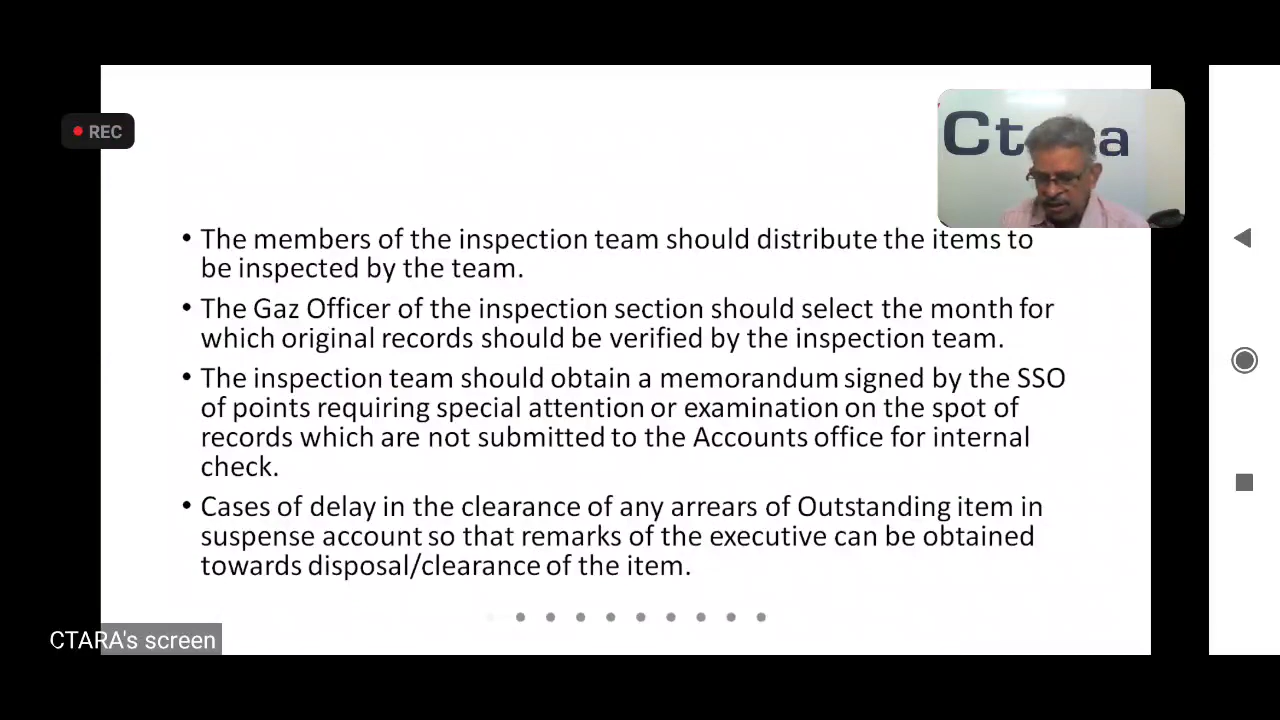 REC
Ct a
• The members of the inspection team should distribute the items to
be inspected by the team.
• The Gaz Officer of the inspection section should select the month for
which original records should be verified by the inspection team.
• The inspection team should obtain a memorandum signed by the SSO
of points requiring special attention or examination on the spot of
records which are not submitted to the Accounts office for internal
check.
• Cases of delay in the clearance of any arrears of Outstanding item in
suspense account so that remarks of the executive can be obtained
towards disposal/clearance of the item.
CTARA's screen